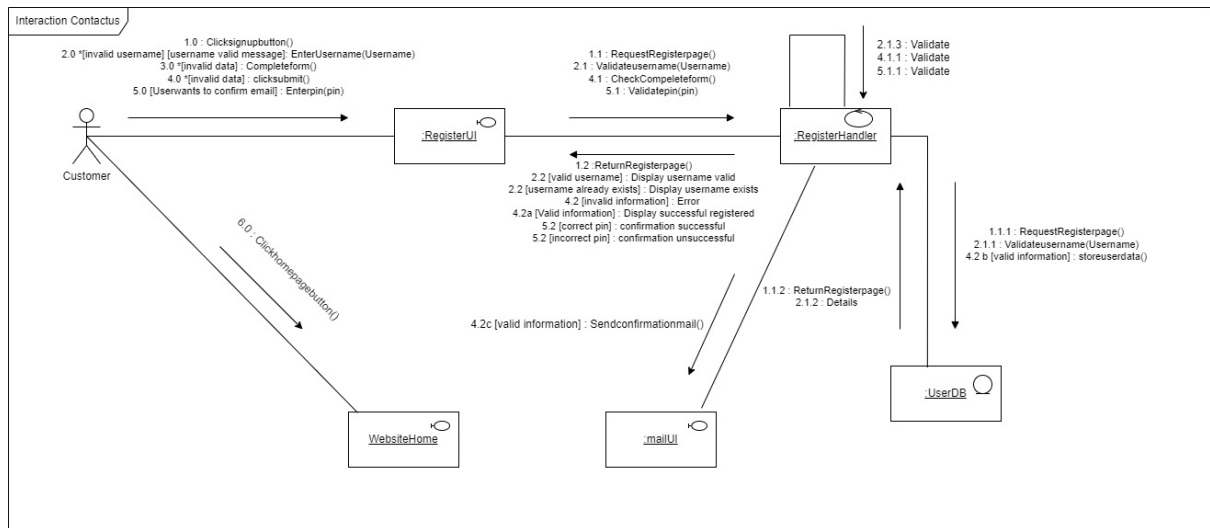 Interaction Contactus
1.0 : Clicksignupbutton()
2.0 *[invalid username] [username valid message]: EnterUsername(Username)
3.0 *[invalid data] : Completeform()
4.0 *[invalid data] : clicksubmit()
5.0 [Userwants to confirm email] : Enterpin(pin)
1.1 : RequestRegisterpage()
2.1 : Validateusername(Username)
4.1 : CheckCompeleteform()
5.1 : Validatepin(pin)
2.1.3 : Validate
4.1.1 : Validate
5.1.1 : Validate
:RegisterUI
:RegisterHandler
Customer
1.2 :ReturnRegisterpage()
2.2 [valid username] : Display username valid
2.2 [username already exists] : Display username exists
4.2 [invalid information] : Error
4.2a [Valid information] : Display successful registered
5.2 [correct pin] : confirmation successful
5.2 [incorrect pin] : confirmation unsuccessful
6.0 : Clickhomepagebutton()
1.1.1 : RequestRegisterpage()
2.1.1 : Validateusername(Username)
4.2 b [valid information] : storeuserdata()
1.1.2 : ReturnRegisterpage()
2.1.2 : Details
4.2c [valid information] : Sendconfirmationmail()
:UserDB
WebsiteHome
:mailUI